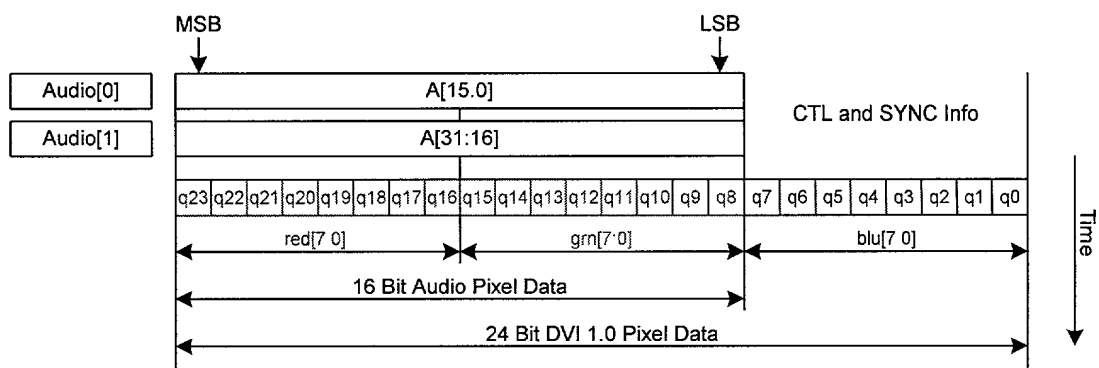 MSB LSB
Audio[0] A[15.0]
CTL and SYNC Info
Audio[1] A[31:16]
q23 q22 q21 q20 q19 q18 q17 q16 q15 q14 q13 q12 q11 q10 q9 q8 q7 q6 q5 q4 q3 q2 q1 q0
red[7 0] grn[7:0] blu[7 0]
16 Bit Audio Pixel Data
24 Bit DVI 1.0 Pixel Data
Time